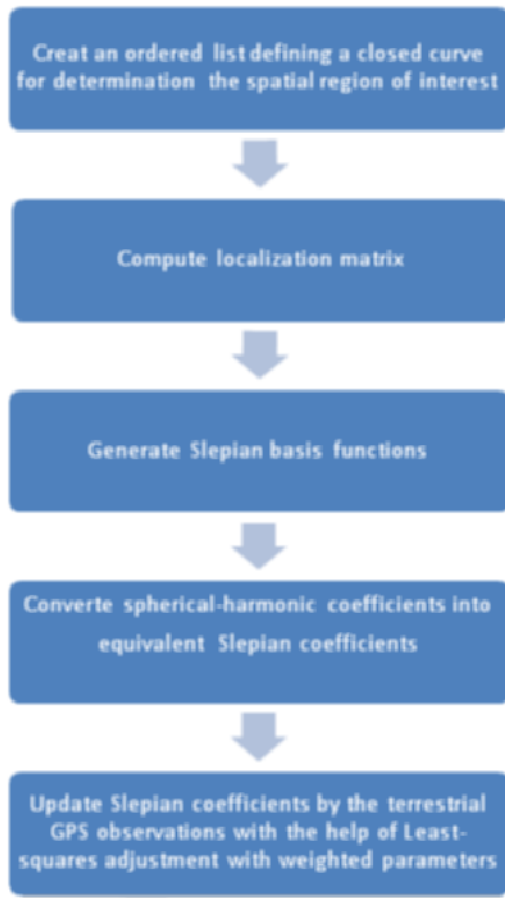 Creat an ordered list defining a closed curve
for determination the spatial region of interest
Compute localization matrix
Generate Slepian basis functions
Converte spherical-harmonic coefficients into
equivalent Slepian coefficients
Update Slepian coefficients by the terrestrial
GPS observations with the help of Least-
squares adjustment with weighted parameters